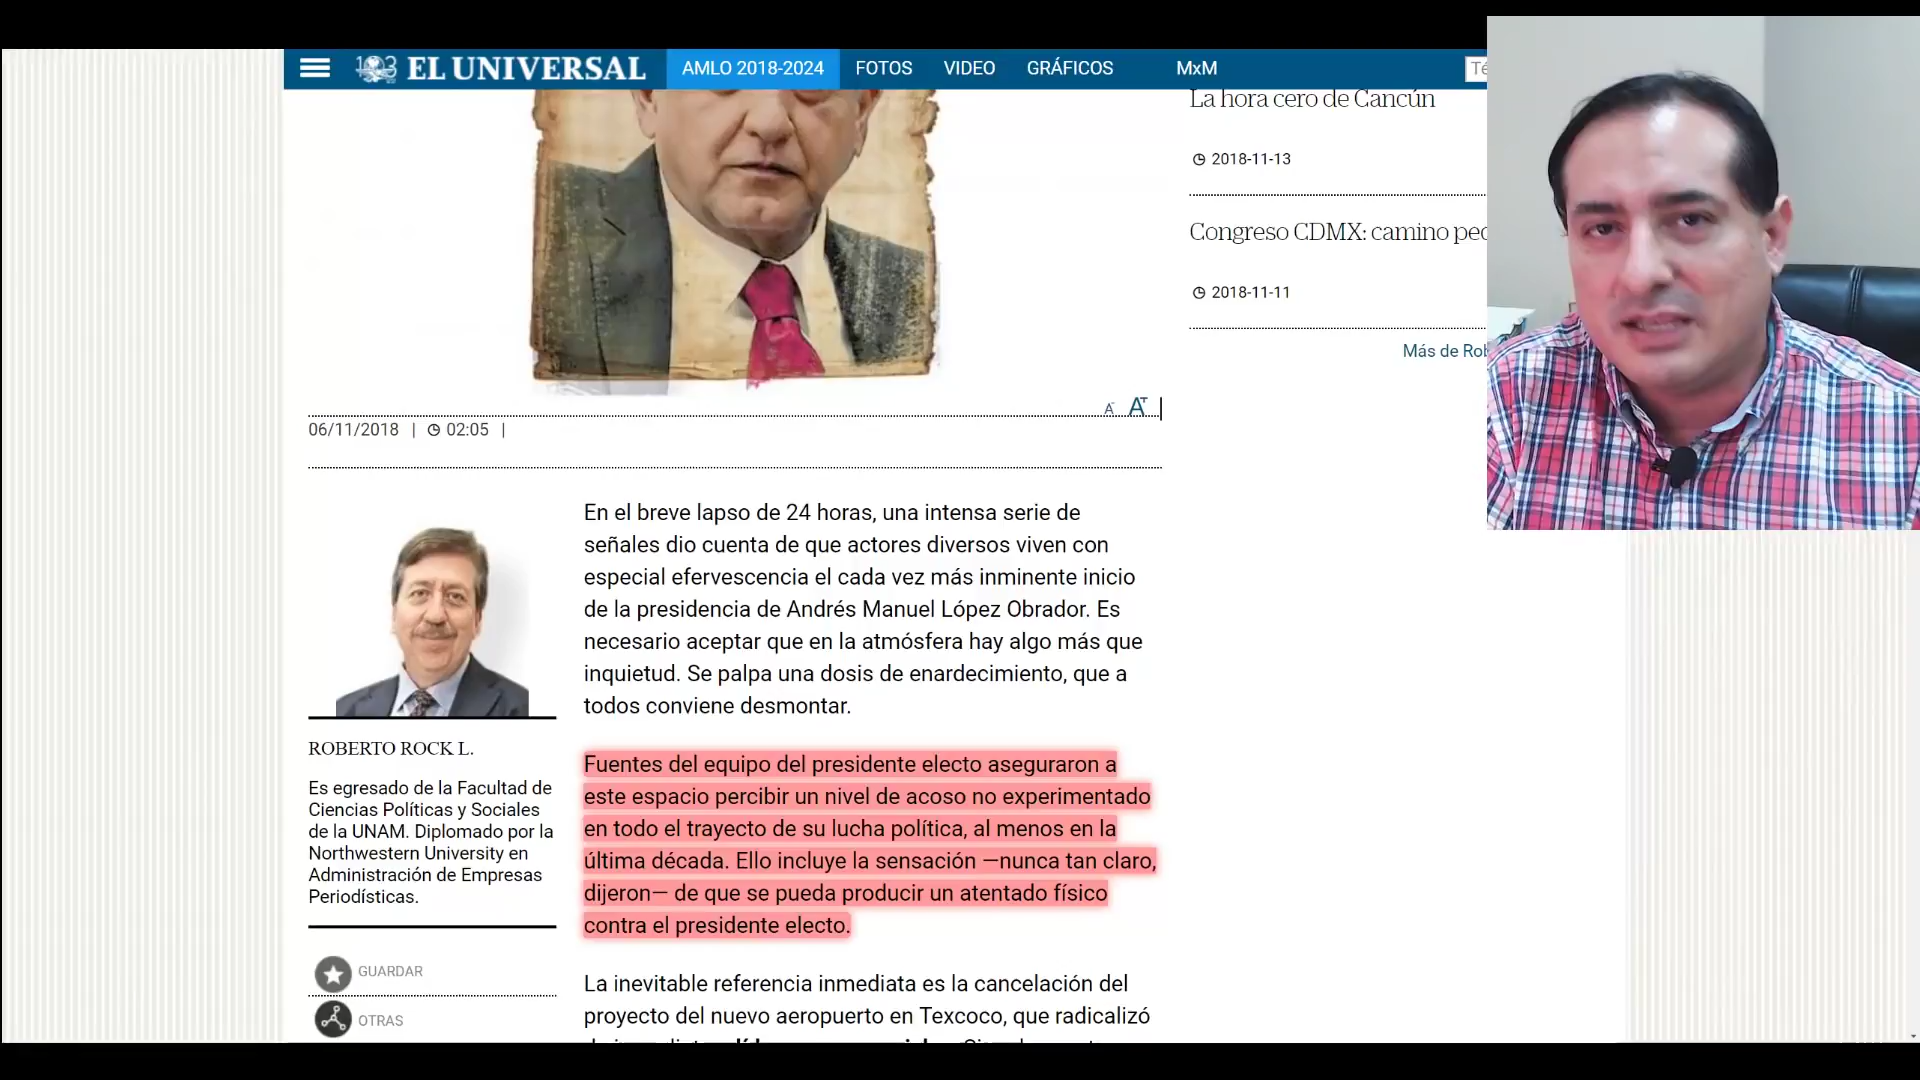 103 EL UNIVERSAL
AMLO 2018-2024
FOTOS
VIDEO
GRÁFICOS
MxM
La hora cero de Cancún
2018-11-13
Congreso CDMX: camino
2018-11-11
Más de
A- A+
06/11/2018 | 02:05 |
ROBERTO ROCK L.
Es egresado de la Facultad de
Ciencias Políticas y Sociales
de la UNAM. Diplomado por la
Northwestern University en
Administración de Empresas
Periodísticas.
GUARDAR
OTRAS
En el breve lapso de 24 horas, una intensa serie de
señales dio cuenta de que actores diversos viven con
especial efervescencia el cada vez más inminente inicio
de la presidencia de Andrés Manuel López Obrador. Es
necesario aceptar que en la atmósfera hay algo más que
inquietud. Se palpa una dosis de enardecimiento, que a
todos conviene desmontar.
Fuentes del equipo del presidente electo aseguraron a
este espacio percibir un nivel de acoso no experimentado
en todo el trayecto de su lucha política, al menos en la
última década. Ello incluye la sensación —nunca tan claro,
dijeron— de que se pueda producir un atentado físico
contra el presidente electo.
La inevitable referencia inmediata es la cancelación del
proyecto del nuevo aeropuerto en Texcoco, que radicalizó